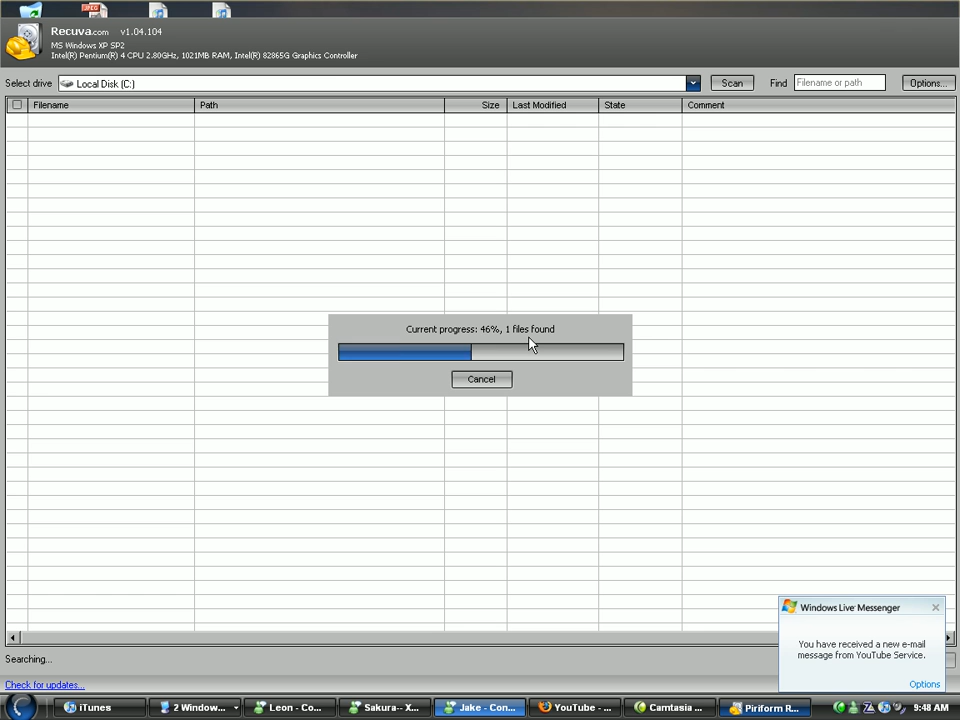 JPEG
Recuva.com v1.04.104
MS Windows XP SP2
Intel(R) Pentium(R) 4 CPU 2.80GHz, 1021MB RAM, Intel(R) 82865G Graphics Controller
Select drive Local Disk (C:) Scan Find Filename or path Options...
Filename Path Size Last Modified State Comment
Current progress: 46%, 1 files found
Cancel
Windows Live Messenger
You have received a new e-mail
message from YouTube Service.
Options
Searching...
Check for updates...
iTunes 2 Window... Leon - Co... Sakura-- X... Jake - Con... YouTube - ... Camtasia ... Piriform R... 9:48 AM